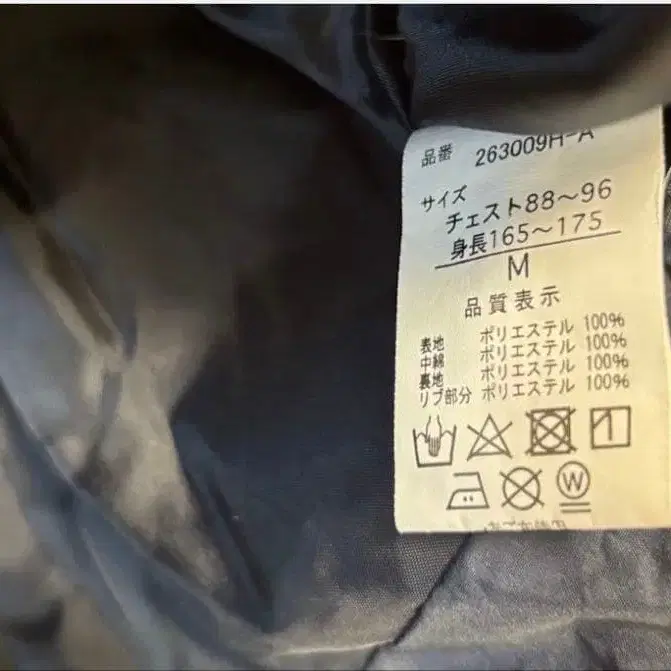 品番 263009H-A
サイズ
チェスト88～96
身長165～175
M
品質表示
表地 ポリエステル 100%
中綿 ポリエステル 100%
裏地 ポリエステル 100%
リブ部分 ポリエステル 100%
W